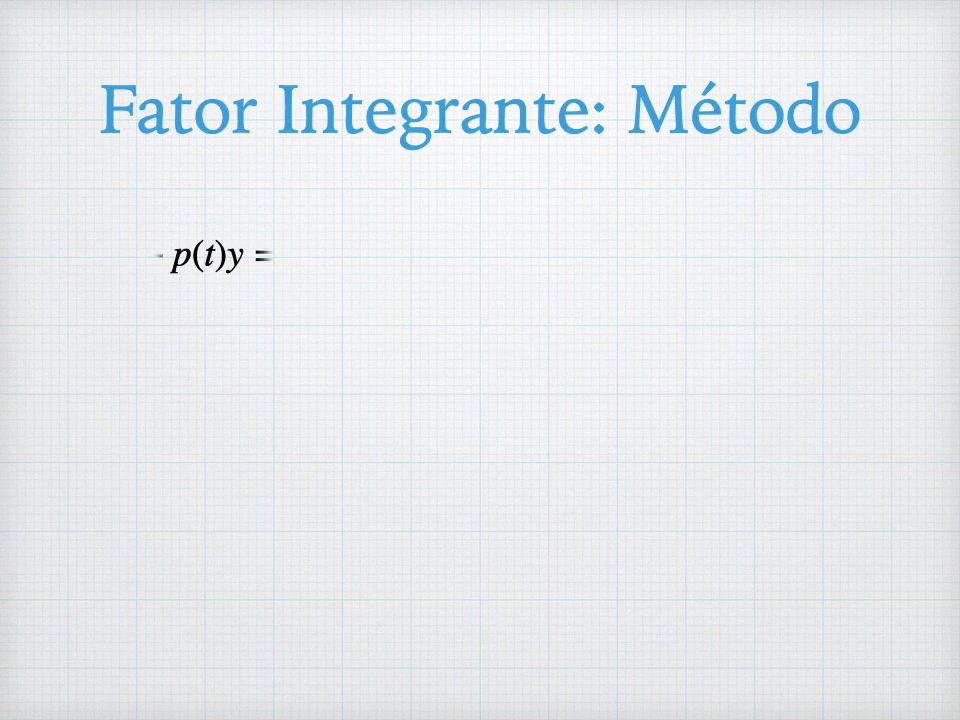 Fator Integrante: Método
p(t)y =